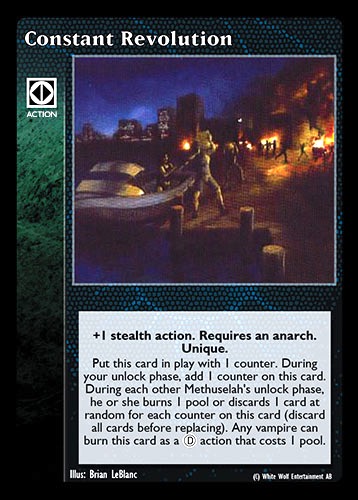 Constant Revolution
ACTION
+1 stealth action. Requires an anarch.
Unique.
Put this card in play with 1 counter. During
your unlock phase, add 1 counter on this card.
During each other Methuselah's unlock phase,
he or she burns 1 pool or discards 1 card at
random for each counter on this card (discard
all cards before replacing). Any vampire can
burn this card as a Ⓓ action that costs 1 pool.
Illus: Brian LeBlanc
(C) White Wolf Entertainment AB